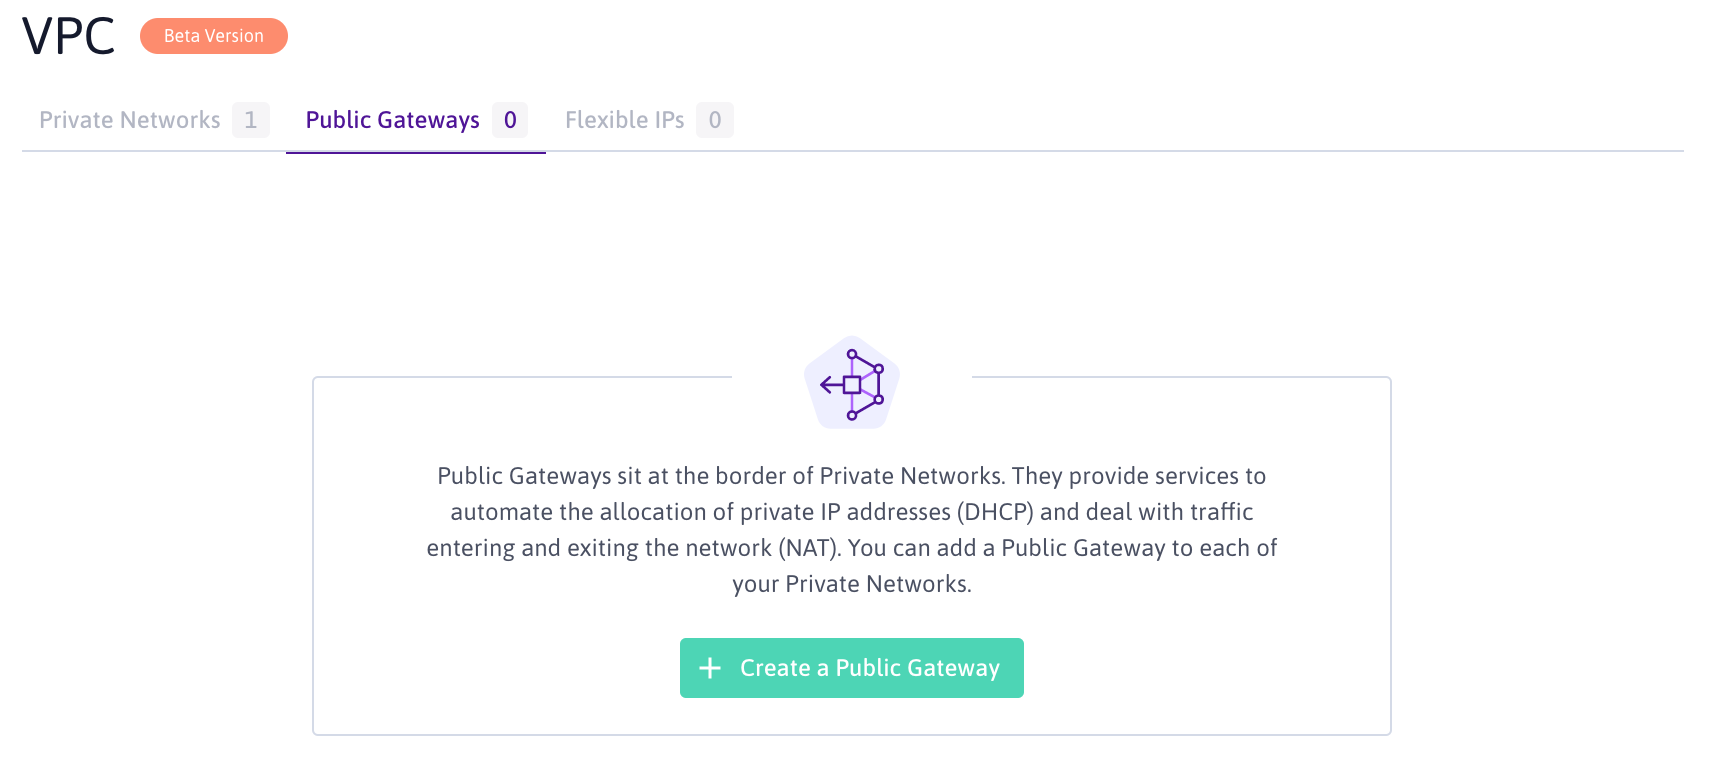 VPC Beta Version
Private Networks 1 Public Gateways 0 Flexible IPs 0
Public Gateways sit at the border of Private Networks. They provide services to
automate the allocation of private IP addresses (DHCP) and deal with traffic
entering and exiting the network (NAT). You can add a Public Gateway to each of
your Private Networks.
+ Create a Public Gateway